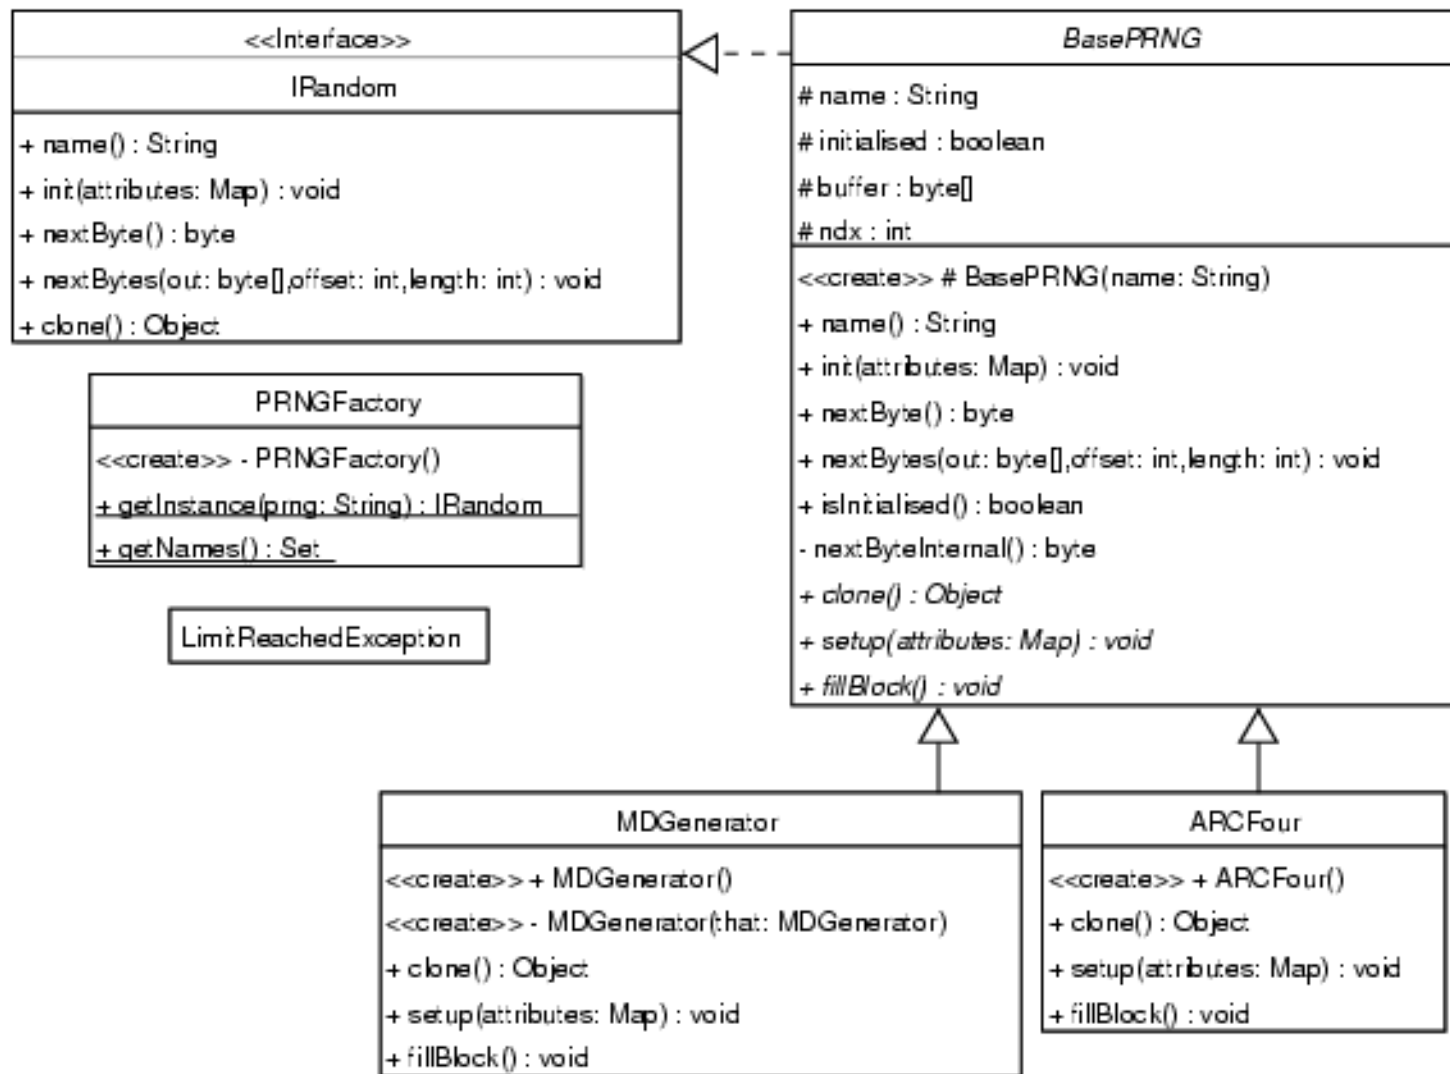 <<Interface>>
IRandom
+ name() : String
+ init(attributes: Map) : void
+ nextByte() : byte
+ nextBytes(out: byte[],offset: int,length: int) : void
+ clone() : Object
PRNGFactory
<<create>> - PRNGFactory()
+ getInstance(prng: String) : IRandom
+ getNames() : Set
LimitReachedException
BasePRNG
# name : String
# initialised : boolean
# buffer : byte[]
# ndx : int
<<create>> # BasePRNG(name: String)
+ name() : String
+ init(attributes: Map) : void
+ nextByte() : byte
+ nextBytes(out: byte[],offset: int,length: int) : void
+ isInitialised() : boolean
- nextByteInternal() : byte
+ clone() : Object
+ setup(attributes: Map) : void
+ fillBlock() : void
MDGenerator
<<create>> + MDGenerator()
<<create>> - MDGenerator(that: MDGenerator)
+ clone() : Object
+ setup(attributes: Map) : void
+ fillBlock() : void
ARCFour
<<create>> + ARCFour()
+ clone() : Object
+ setup(attributes: Map) : void
+ fillBlock() : void